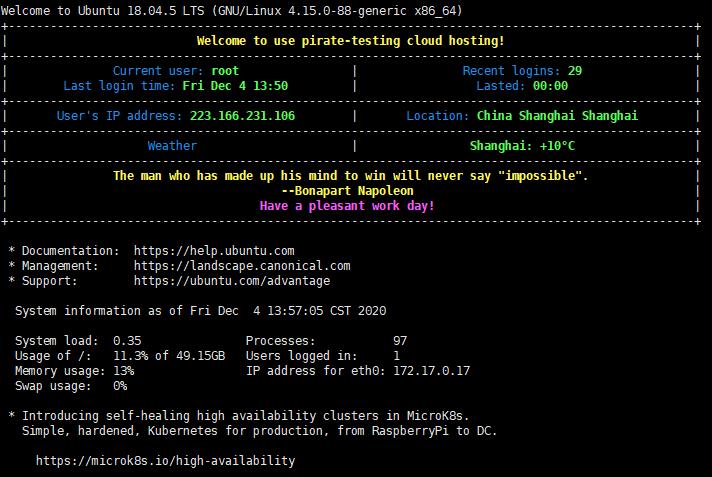 Welcome to Ubuntu 18.04.5 LTS (GNU/Linux 4.15.0-88-generic x86_64)
Welcome to use pirate-testing cloud hosting!
Current user: root | Recent logins: 29
Last login time: Fri Dec 4 13:50 | Lasted: 00:00
User's IP address: 223.166.231.106 | Location: China Shanghai Shanghai
Weather | Shanghai: +10°C
The man who has made up his mind to win will never say "impossible".
--Bonapart Napoleon
Have a pleasant work day!
* Documentation:  https://help.ubuntu.com
* Management:     https://landscape.canonical.com
* Support:        https://ubuntu.com/advantage
System information as of Fri Dec  4 13:57:05 CST 2020
System load:  0.35               Processes:           97
Usage of /:   11.3% of 49.15GB   Users logged in:     1
Memory usage: 13%                IP address for eth0: 172.17.0.17
Swap usage:   0%
* Introducing self-healing high availability clusters in MicroK8s.
Simple, hardened, Kubernetes for production, from RaspberryPi to DC.
https://microk8s.io/high-availability